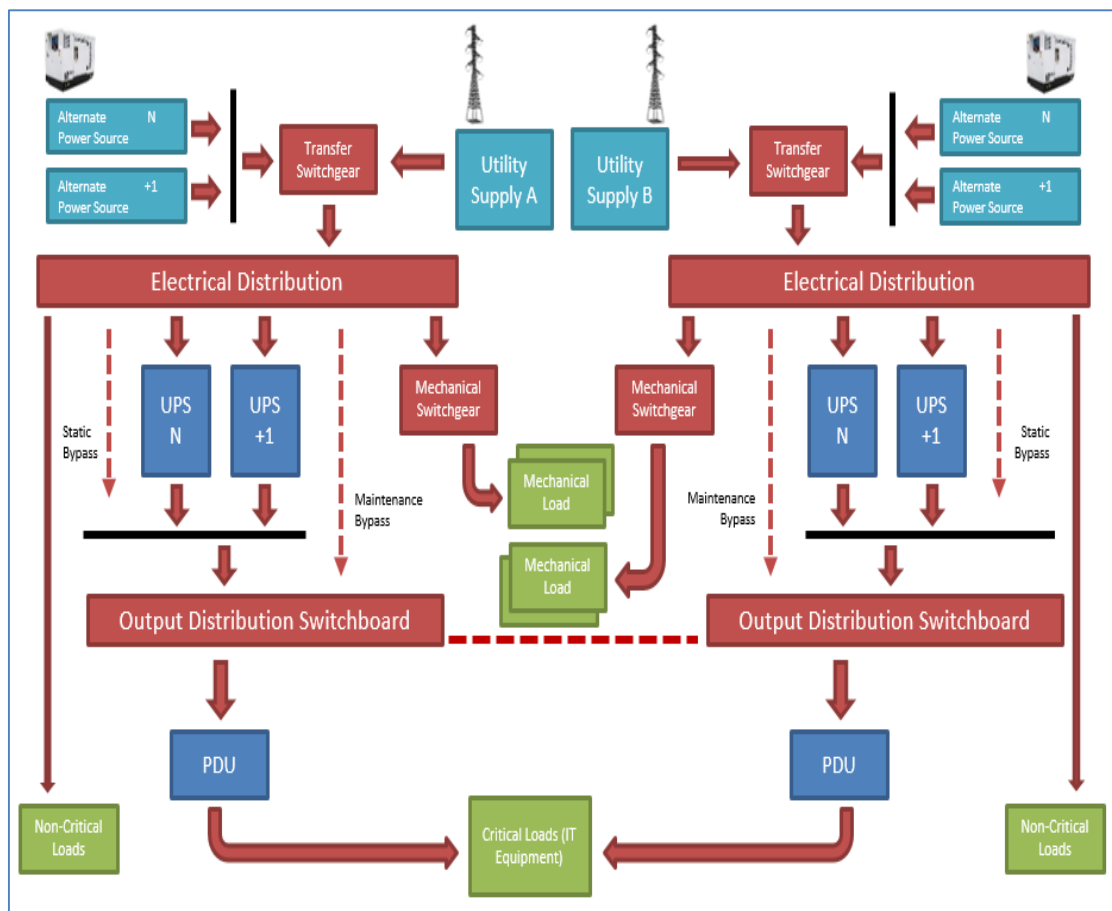 Alternate N
Power Source
Alternate +1
Power Source
Transfer
Switchgear
Utility
Supply A
Utility
Supply B
Transfer
Switchgear
Alternate N
Power Source
Alternate +1
Power Source
Electrical Distribution
Electrical Distribution
Static
Bypass
UPS
N
UPS
+1
Maintenance
Bypass
Mechanical
Switchgear
Mechanical
Switchgear
Mechanical
Load
Mechanical
Load
Maintenance
Bypass
UPS
N
UPS
+1
Static
Bypass
Output Distribution Switchboard
Output Distribution Switchboard
PDU
PDU
Non-Critical
Loads
Critical Loads (IT
Equipment)
Non-Critical
Loads